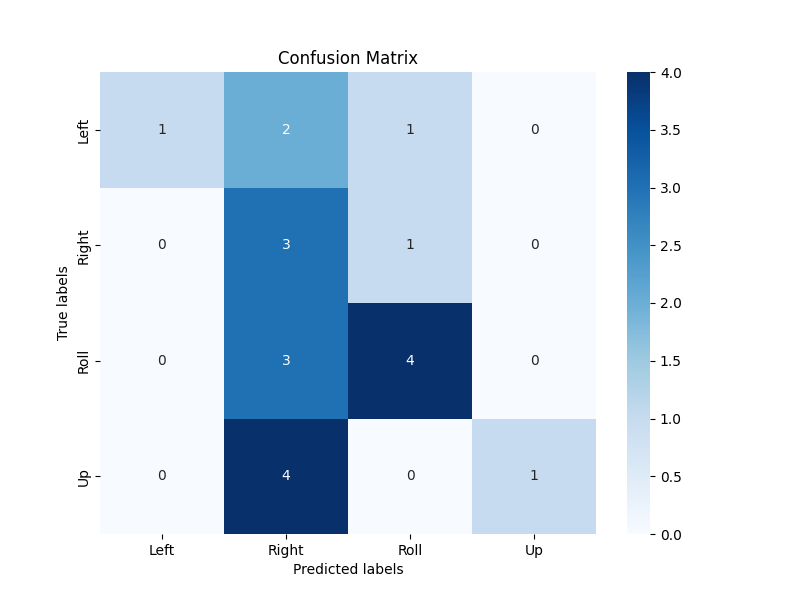 Confusion Matrix
4.0
3.5
3.0
2.5
2.0
1.5
1.0
0.5
0.0
True labels
Left 1 2 1 0
Right 0 3 1 0
Roll 0 3 4 0
Up 0 4 0 1
Left Right Roll Up
Predicted labels